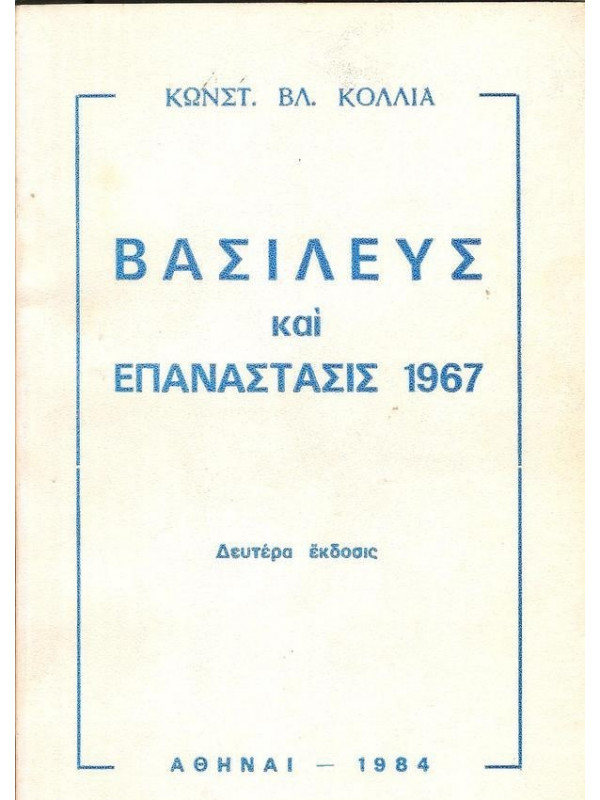 ΚΩΝΣΤ. ΒΛ. ΚΟΛΛΙΑ
ΒΑΣΙΛΕΥΣ
καὶ
ΕΠΑΝΑΣΤΑΣΙΣ 1967
Δευτέρα ἔκδοσις
ΑΘΗΝΑΙ – 1984